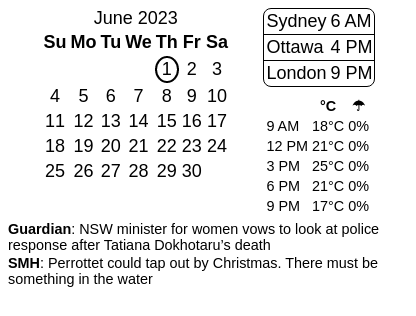 June 2023
Su Mo Tu We Th Fr Sa
1 2 3
4 5 6 7 8 9 10
11 12 13 14 15 16 17
18 19 20 21 22 23 24
25 26 27 28 29 30
Sydney 6 AM
Ottawa 4 PM
London 9 PM
°C ☂
9 AM 18°C 0%
12 PM 21°C 0%
3 PM 25°C 0%
6 PM 21°C 0%
9 PM 17°C 0%
Guardian: NSW minister for women vows to look at police
response after Tatiana Dokhotaru’s death
SMH: Perrottet could tap out by Christmas. There must be
something in the water